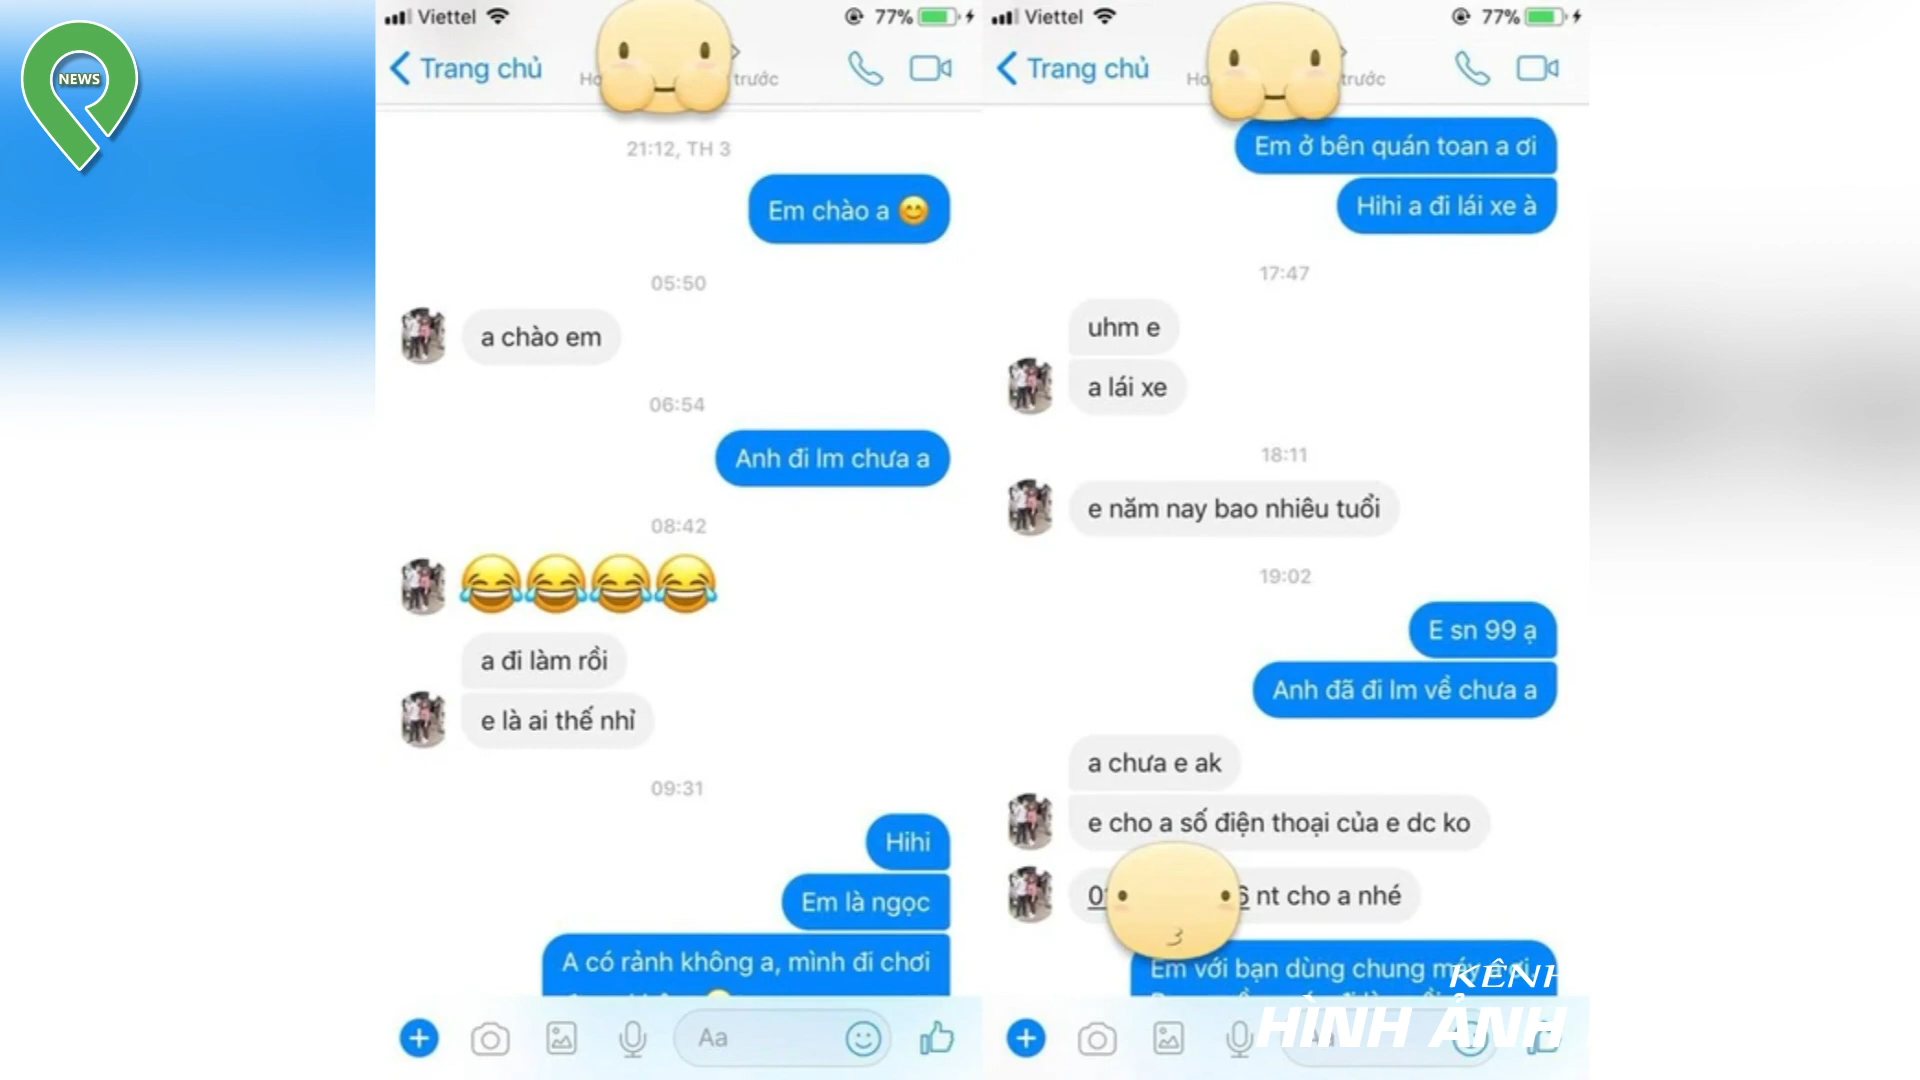 NEWS
Viettel
77%
Trang chủ
trước
21:12, TH 3
Em chào a 😊
05:50
a chào em
06:54
Anh đi lm chưa a
08:42
😂😂😂😂
a đi làm rồi
e là ai thế nhỉ
09:31
Hihi
Em là ngọc
A có rảnh không a, mình đi chơi
Aa
Viettel
77%
Trang chủ
trước
Em ở bên quán toan a ơi
Hihi a đi lái xe à
17:47
uhm e
a lái xe
18:11
e năm nay bao nhiêu tuổi
19:02
E sn 99 ạ
Anh đã đi lm về chưa a
a chưa e ak
e cho a số điện thoại của e dc ko
nt cho a nhé
Em với bạn dùng chung máy
KÊNH
HÌNH ẢNH